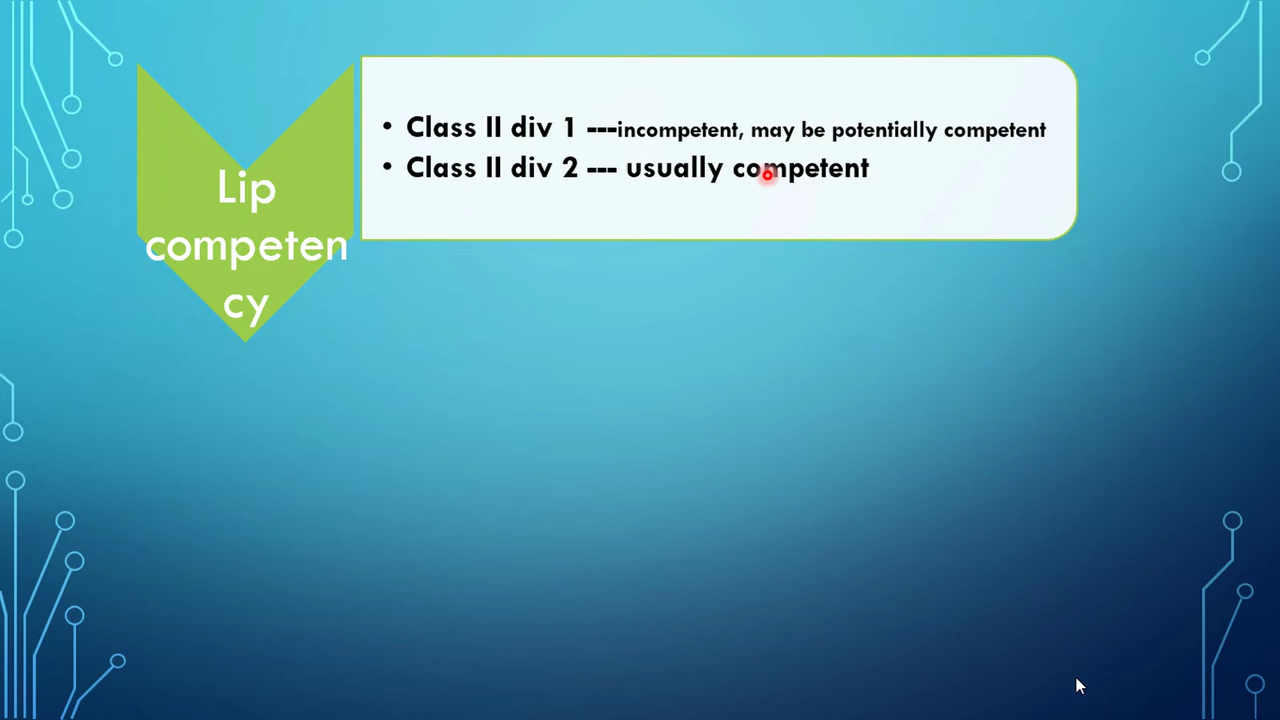 Lip
competen
cy
• Class II div 1 ---incompetent, may be potentially competent
• Class II div 2 --- usually competent